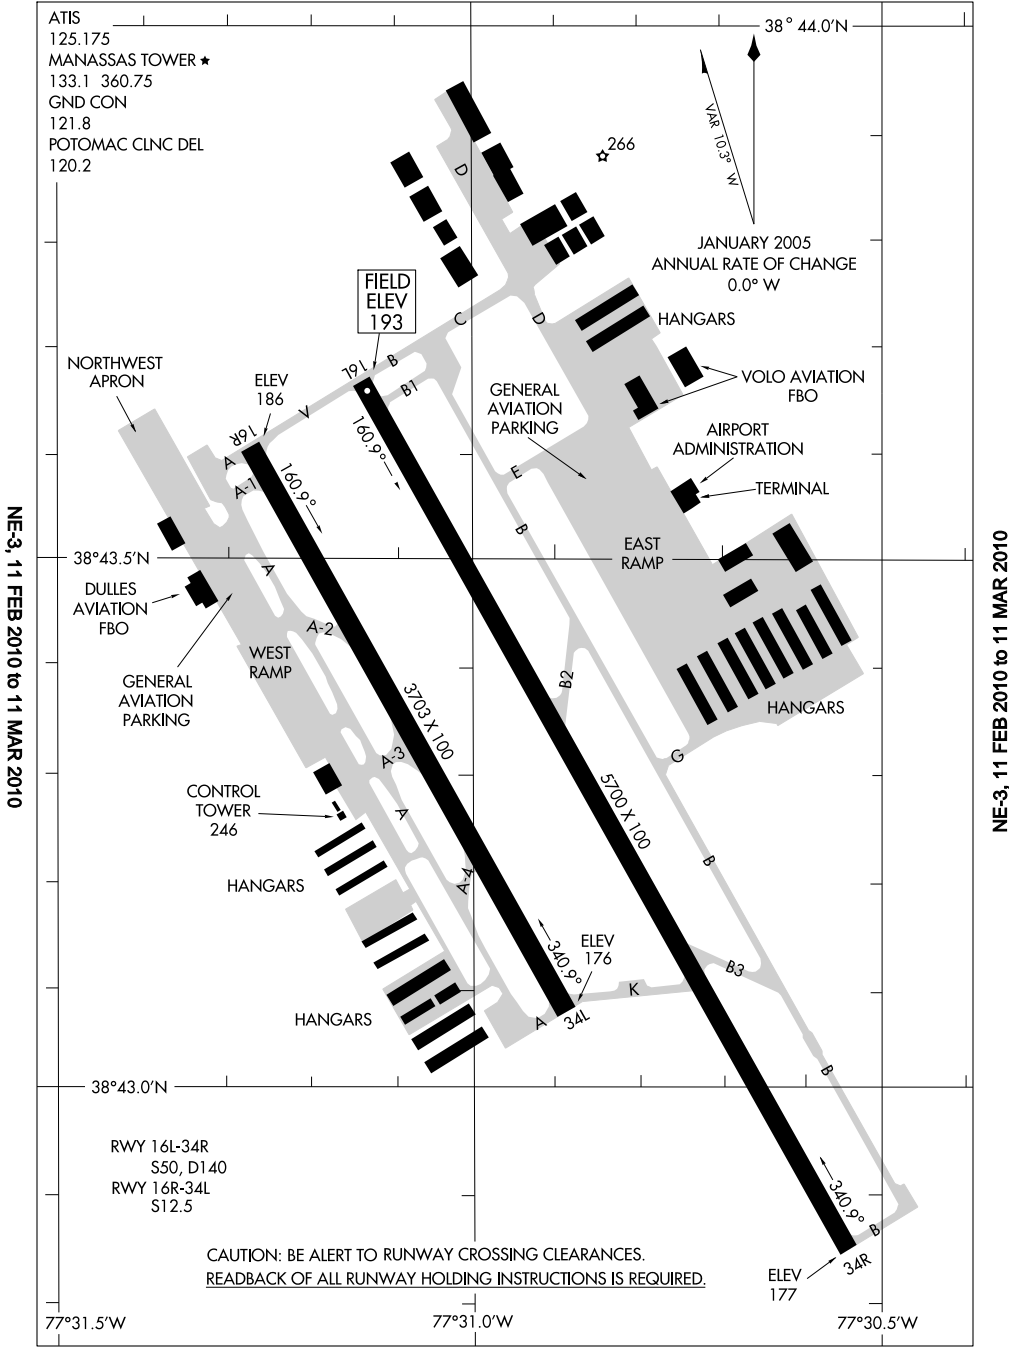 ATIS
125.175
MANASSAS TOWER ★
133.1 360.75
GND CON
121.8
POTOMAC CLNC DEL
120.2
38° 44.0'N
VAR 10.3° W
266
JANUARY 2005
ANNUAL RATE OF CHANGE
0.0° W
D
FIELD
ELEV
193
C
D
HANGARS
NORTHWEST
APRON
ELEV
186
16L
B
B1
VOLO AVIATION
FBO
GENERAL
AVIATION
PARKING
V
16R
160.9°
AIRPORT
ADMINISTRATION
TERMINAL
A
A-1
160.9°
E
B
EAST
RAMP
38°43.5'N
A
DULLES
AVIATION
FBO
A-2
WEST
RAMP
GENERAL
AVIATION
PARKING
B2
HANGARS
3703 X 100
A-3
G
CONTROL
TOWER
246
A
5700 X 100
B
HANGARS
A-4
340.9°
ELEV
176
B3
K
HANGARS
A
34L
B
38°43.0'N
RWY 16L-34R
S50, D140
RWY 16R-34L
S12.5
340.9°
B
34R
CAUTION: BE ALERT TO RUNWAY CROSSING CLEARANCES.
READBACK OF ALL RUNWAY HOLDING INSTRUCTIONS IS REQUIRED.
ELEV
177
77°31.5'W
77°31.0'W
77°30.5'W
NE-3, 11 FEB 2010 to 11 MAR 2010
NE-3, 11 FEB 2010 to 11 MAR 2010